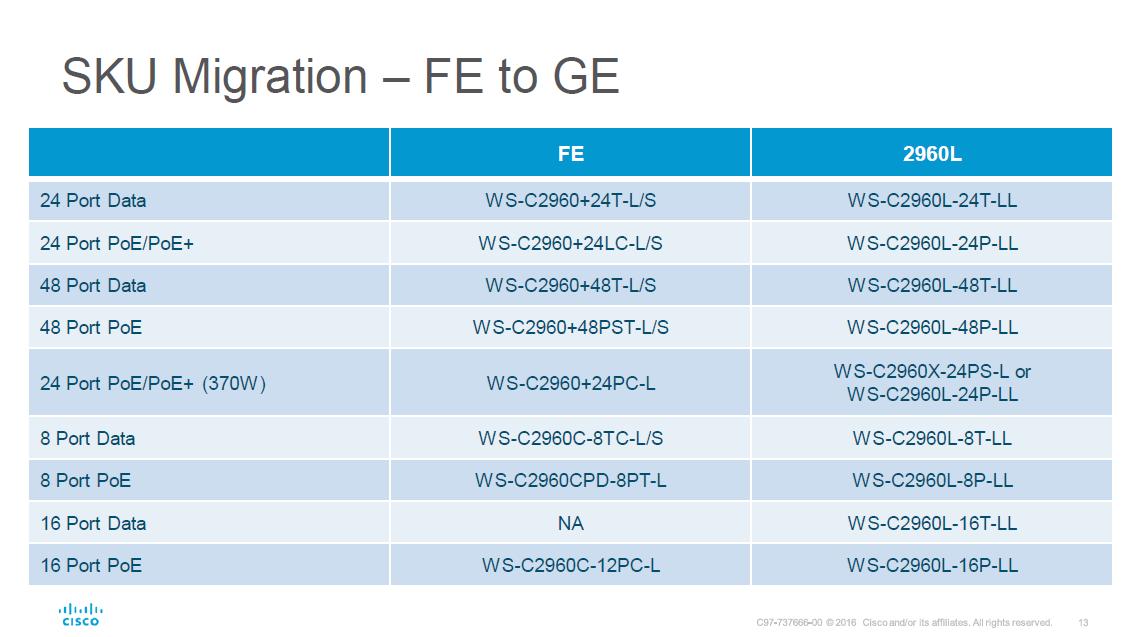 SKU Migration – FE to GE
FE 2960L
24 Port Data WS-C2960+24T-L/S WS-C2960L-24T-LL
24 Port PoE/PoE+ WS-C2960+24LC-L/S WS-C2960L-24P-LL
48 Port Data WS-C2960+48T-L/S WS-C2960L-48T-LL
48 Port PoE WS-C2960+48PST-L/S WS-C2960L-48P-LL
24 Port PoE/PoE+ (370W) WS-C2960+24PC-L WS-C2960X-24PS-L or
WS-C2960L-24P-LL
8 Port Data WS-C2960C-8TC-L/S WS-C2960L-8T-LL
8 Port PoE WS-C2960CPD-8PT-L WS-C2960L-8P-LL
16 Port Data NA WS-C2960L-16T-LL
16 Port PoE WS-C2960C-12PC-L WS-C2960L-16P-LL
CISCO
C97-737666-00 © 2016 Cisco and/or its affiliates. All rights reserved. 13